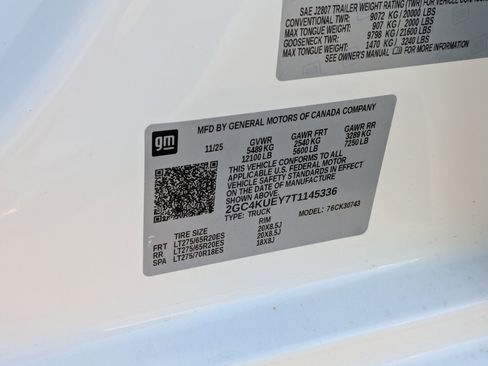 SAE J2807 TRAILER WEIGHT RATING (TWR) FOR VEHICLE
CONVENTIONAL TWR: 9072 KG / 20000 LBS
MAX TONGUE WEIGHT: 907 KG / 2000 LBS
GOOSENECK TWR: 9798 KG / 21600 LBS
MAX TONGUE WEIGHT: 1470 KG / 3240 LBS
SEE OWNER'S MANUAL FOR MORE INFORMATION
gm
MFD BY GENERAL MOTORS OF CANADA COMPANY
11/25 GVWR GAWR FRT GAWR RR
5489 KG 2540 KG 3289 KG
12100 LB 5600 LB 7250 LB
THIS VEHICLE CONFORMS TO ALL
APPLICABLE U.S. FEDERAL MOTOR
VEHICLE SAFETY STANDARDS IN EFFECT
ON THE DATE OF MANUFACTURE
SHOWN ABOVE.
2GC4KUEY7T1145336
TYPE: TRUCK MODEL: 76CK30743
TIRE SIZE RIM
FRT LT275/65R20ES 20X8.5J
RR LT275/65R20ES 20X8.5J
SPA LT275/70R18ES 18X8J